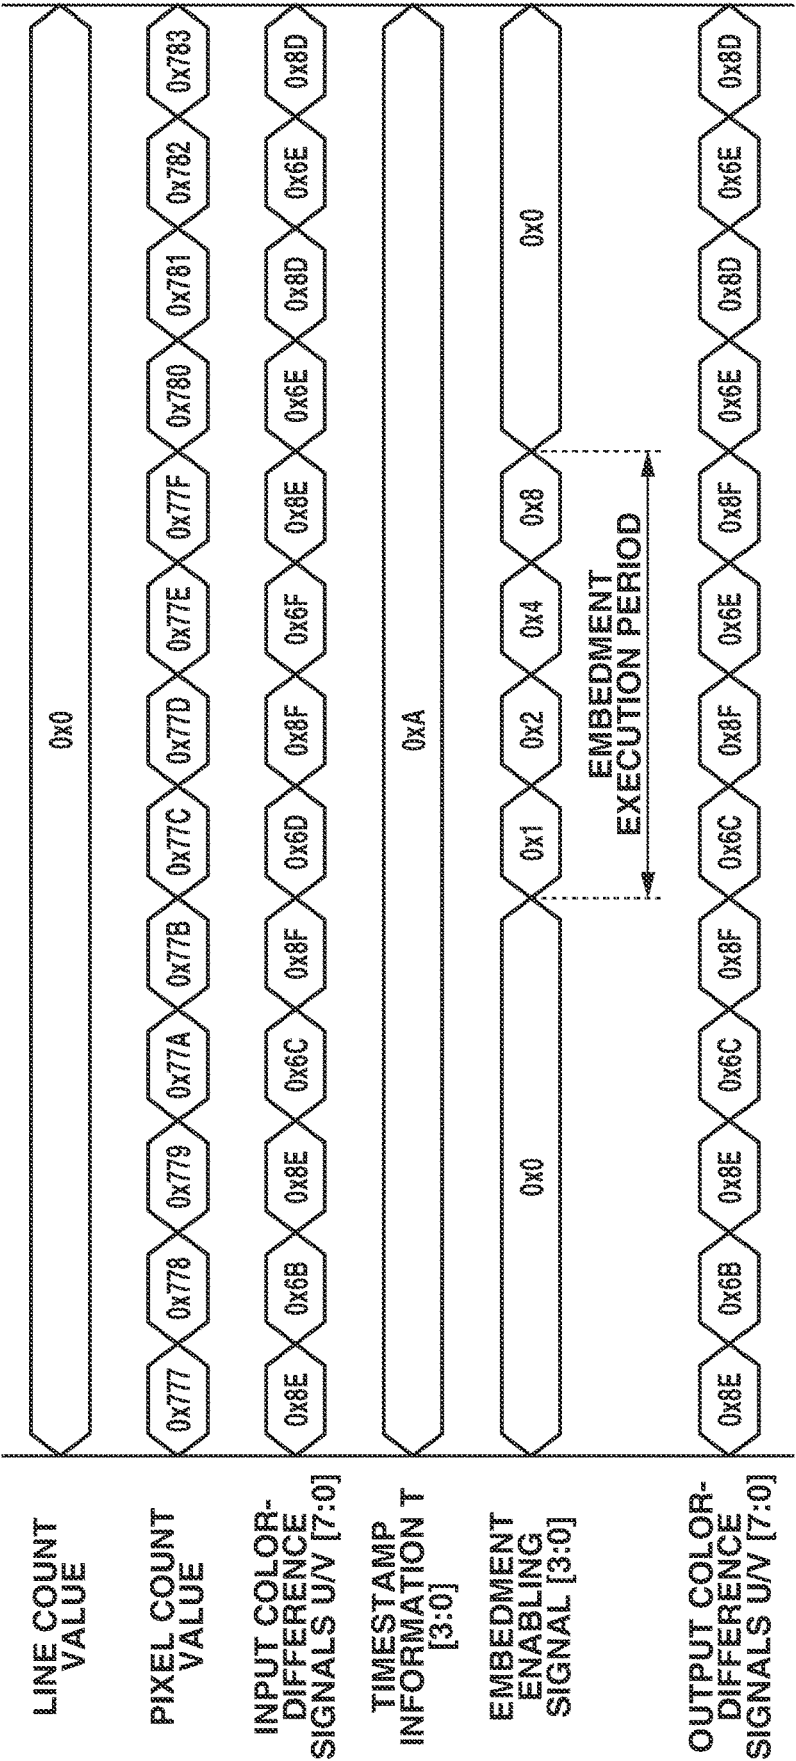 LINE COUNT
VALUE
0x0
PIXEL COUNT
VALUE
0x777
0x778
0x779
0x77A
0x77B
0x77C
0x77D
0x77E
0x77F
0x780
0x781
0x782
0x783
INPUT COLOR-
DIFFERENCE
SIGNALS U/V [7:0]
0x8E
0x6B
0x8E
0x6C
0x8F
0x6D
0x8F
0x6F
0x8E
0x6E
0x8D
0x6E
0x8D
TIMESTAMP
INFORMATION T
[3:0]
0xA
EMBEDMENT
ENABLING
SIGNAL [3:0]
0x0
0x1
0x2
0x4
0x8
0x0
EMBEDMENT
EXECUTION PERIOD
OUTPUT COLOR-
DIFFERENCE
SIGNALS U/V [7:0]
0x8E
0x6B
0x8E
0x6C
0x8F
0x6C
0x8F
0x6E
0x8F
0x6E
0x8D
0x6E
0x8D